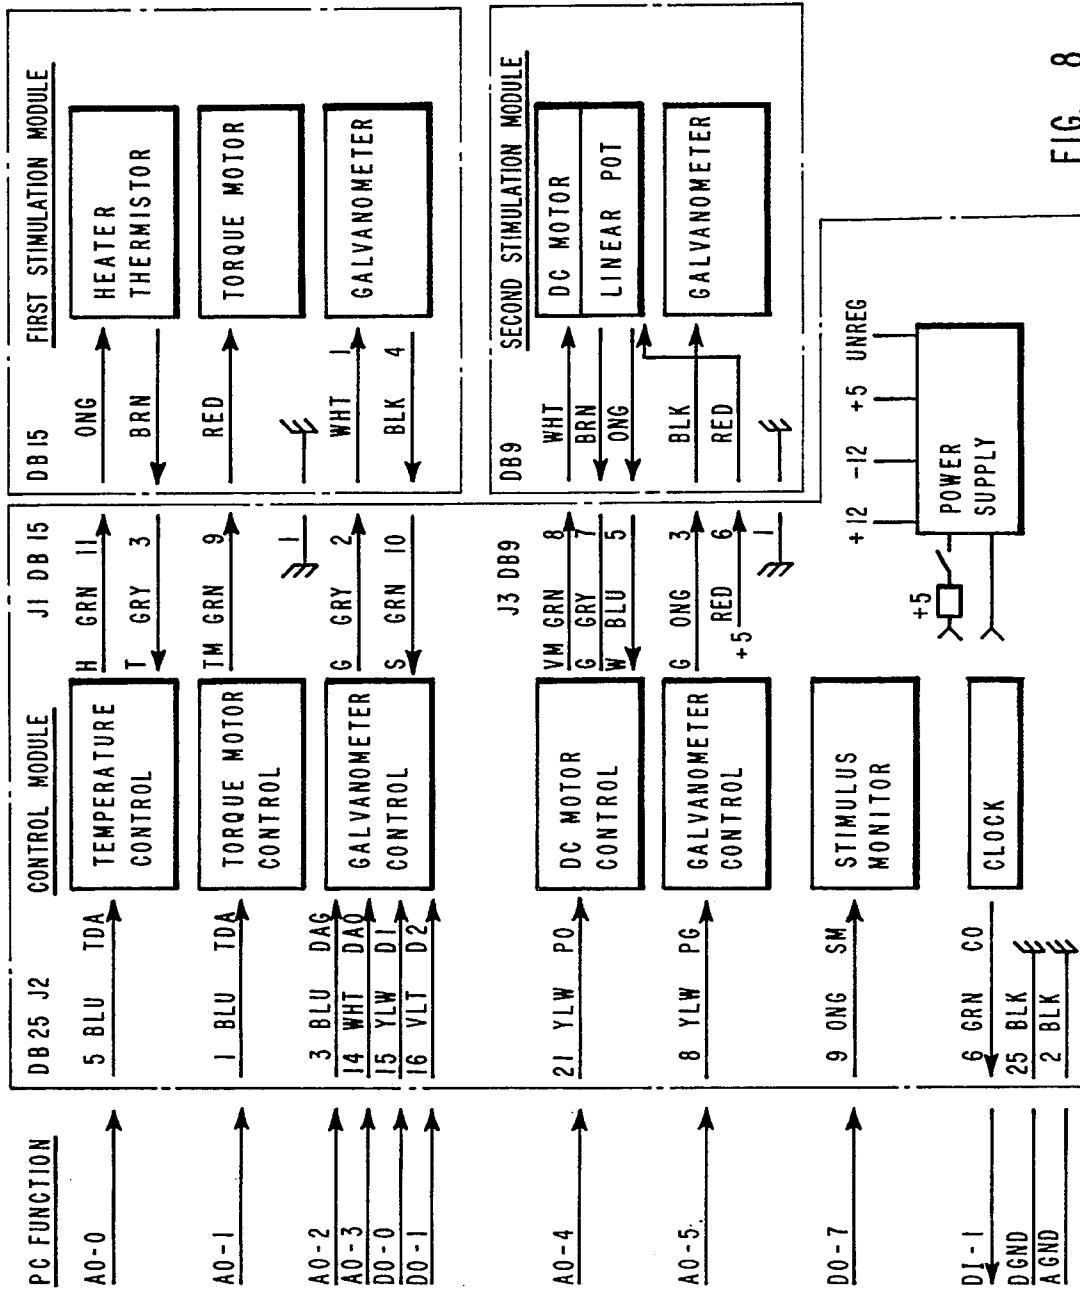 PC FUNCTION
AO-0
AO-1
AO-2
AO-3
DO-0
DO-1
AO-4
AO-5
DO-7
DI-1
DGND
AGND
DB25 J2
CONTROL MODULE
J1 DB 15
5 BLU TDA
TEMPERATURE
CONTROL
H GRN 11
T GRY 3
1 BLU TDA
TORQUE MOTOR
CONTROL
TM GRN 9
1
3 BLU DAG
14 WHT DAO
15 YLW D1
16 VLT D2
GALVANOMETER
CONTROL
G GRY 2
S GRN 10
J3 DB9
21 YLW PO
DC MOTOR
CONTROL
VM GRN 8
G GRY 7
W BLU 5
8 YLW PG
GALVANOMETER
CONTROL
G ONG 3
RED 6
+5
1
9 ONG SM
STIMULUS
MONITOR
6 GRN CO
25 BLK
2 BLK
CLOCK
+5
POWER
SUPPLY
+12
-12
+5
UNREG
DB15
FIRST STIMULATION MODULE
ONG
BRN
HEATER
THERMISTOR
RED
TORQUE MOTOR
WHT 1
BLK 4
GALVANOMETER
DB9
SECOND STIMULATION MODULE
WHT
BRN
ONG
DC MOTOR
LINEAR POT
BLK
RED
GALVANOMETER
FIG. 8